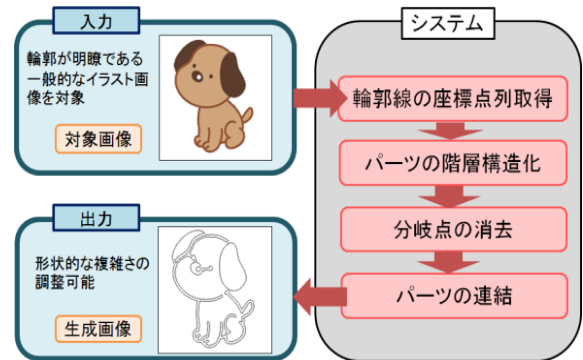 入力
輪郭が明瞭である
一般的なイラスト画
像を対象
対象画像
システム
輪郭線の座標点列取得
パーツの階層構造化
分岐点の消去
パーツの連結
出力
形状的な複雑さの
調整可能
生成画像